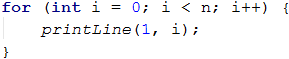 for (int i = 0; i < n; i++) {
    printLine(1, i);
}